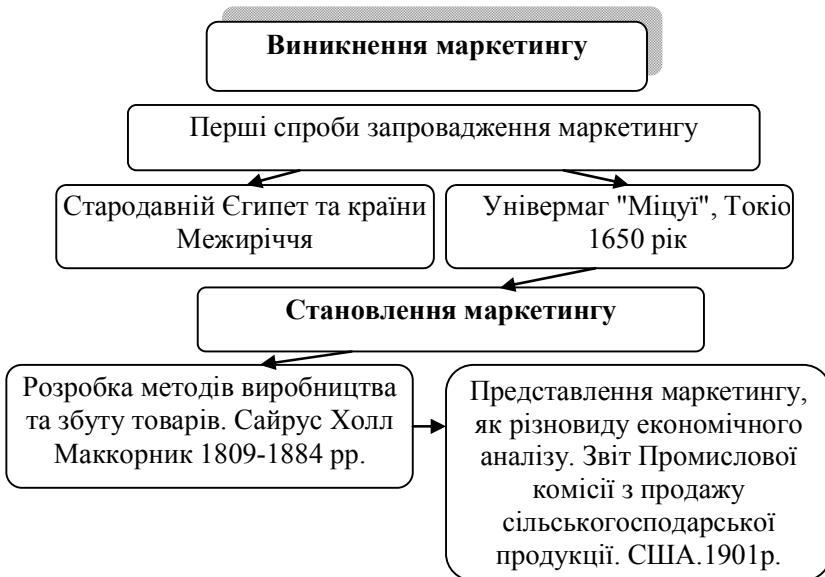 Виникнення маркетингу
Перші спроби запровадження маркетингу
Стародавній Єгипет та країни
Межиріччя
Універмаг "Міцуї", Токіо
1650 рік
Становлення маркетингу
Розробка методів виробництва
та збуту товарів. Сайрус Холл
Маккорник 1809-1884 рр.
Представлення маркетингу,
як різновиду економічного
аналізу. Звіт Промислової
комісії з продажу
сільськогосподарської
продукції. США.1901р.